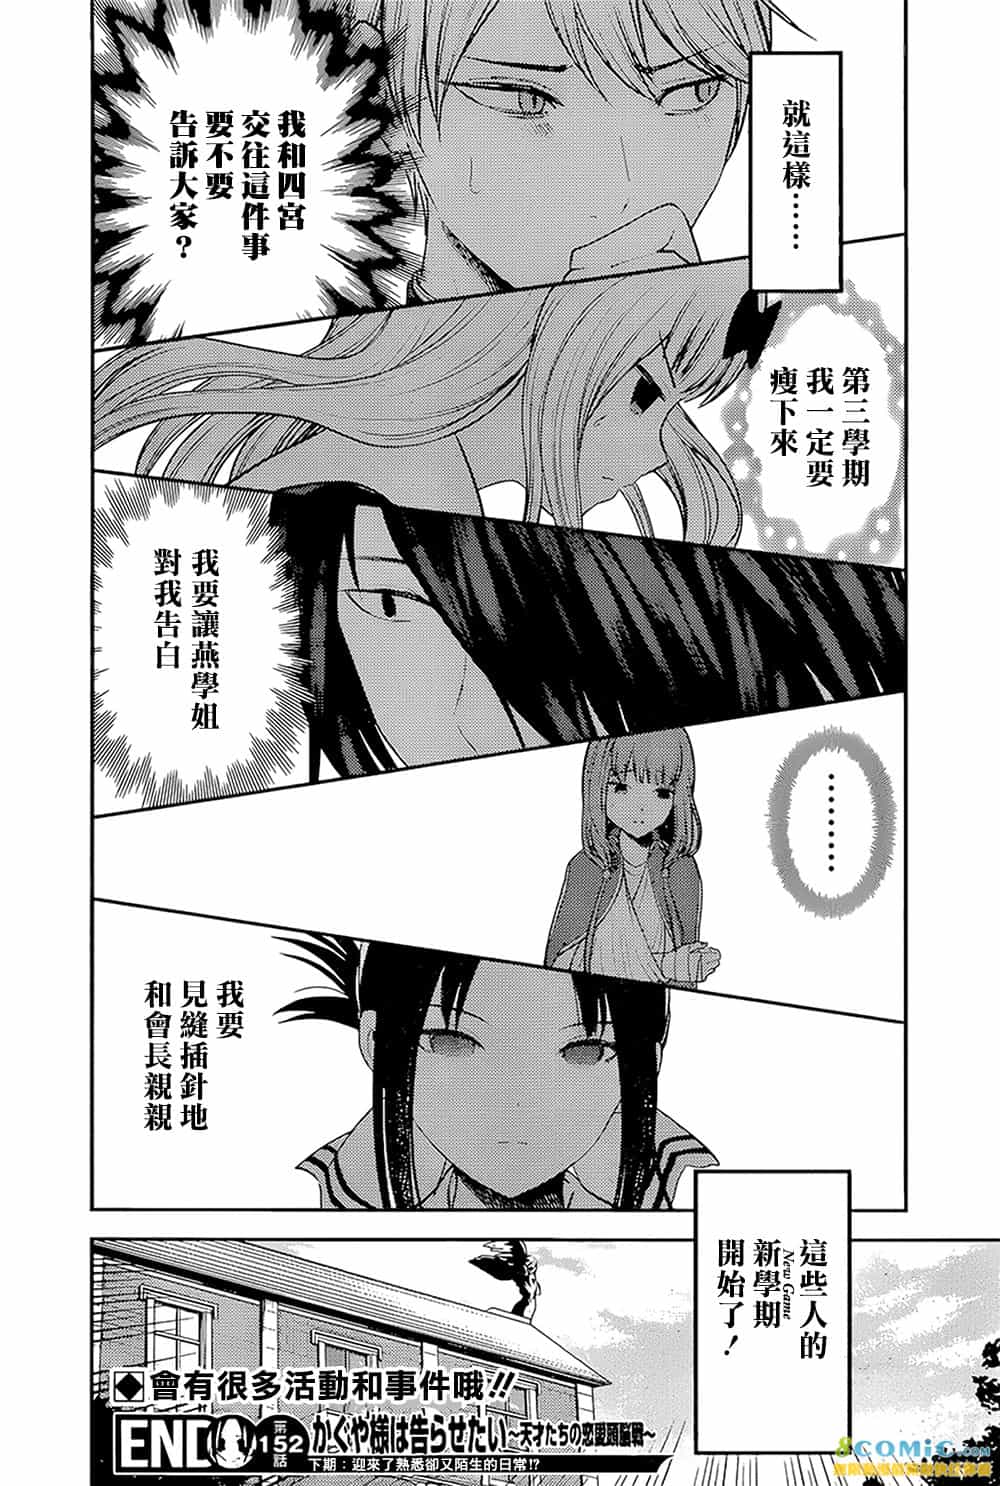 就這樣……
我和四宮
交往這件事
要不要
告訴大家？
第三學期
我一定要
瘦下來
我要讓燕學姐
對我告白
………
我要
見縫插針地
和會長親親
這些人的
新學期
New Game
開始了！
◆會有很多活動和事件哦!!
END 第152話 かぐや様は告らせたい～天才たちの恋愛頭脳戦～
下期：迎來了熟悉卻又陌生的日常!?
8COMIC.com